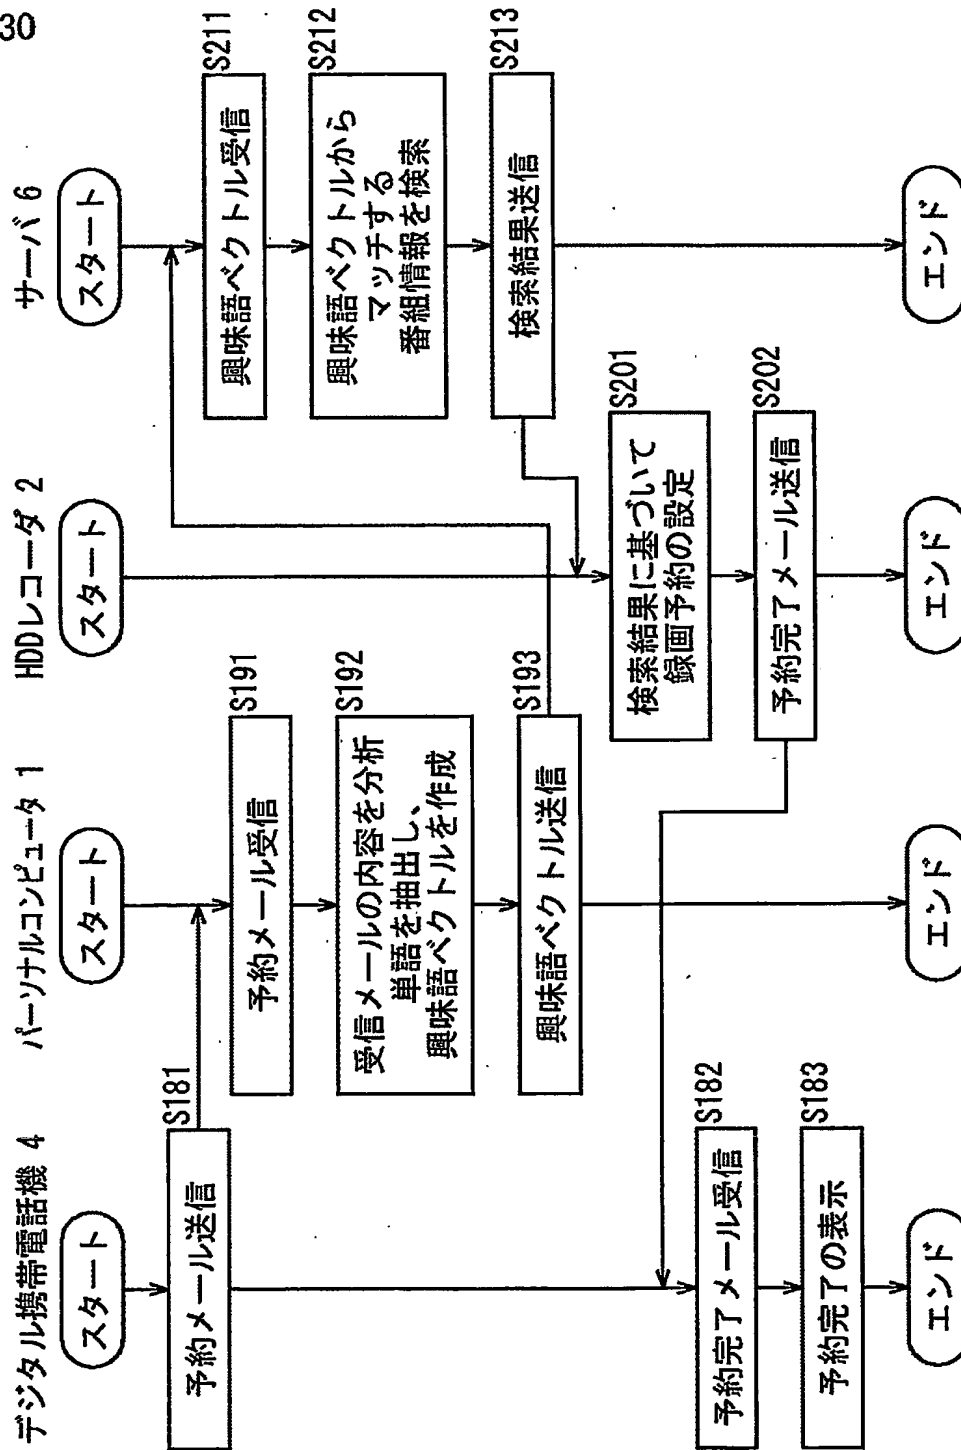 30
デジタル携帯電話機 4
スタート
予約メール送信
S181
予約完了メール受信
S182
予約完了の表示
S183
エンド
パーソナルコンピュータ 1
スタート
予約メール受信
S191
受信メールの内容を分析
単語を抽出し、
興味語ベクトルを作成
S192
興味語ベクトル送信
S193
エンド
HDDレコーダ 2
スタート
検索結果に基づいて
録画予約の設定
S201
予約完了メール送信
S202
エンド
サーバ 6
スタート
興味語ベクトル受信
S211
興味語ベクトルから
マッチする
番組情報を検索
S212
検索結果送信
S213
エンド